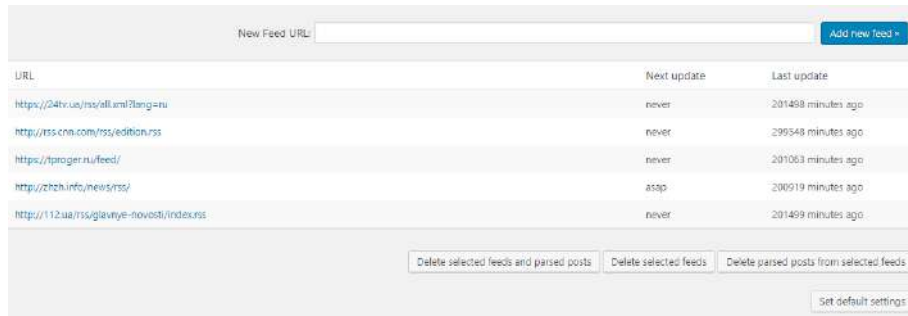 New Feed URL: Add new feed »
URL Next update Last update
https://24tv.ua/rss/all.xml?lang=ru never 201498 minutes ago
http://rss.cnn.com/rss/edition.rss never 299348 minutes ago
https://tproger.ru/feed/ never 201063 minutes ago
http://zhzh.info/news/rss/ asap 200919 minutes ago
http://112.ua/rss/glavnye-novosti/index.rss never 201499 minutes ago
Delete selected feeds and parsed posts Delete selected feeds Delete parsed posts from selected feeds
Set default settings